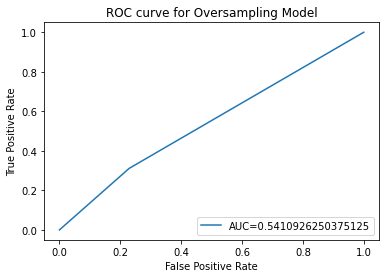 ROC curve for Oversampling Model
1.0
0.8
0.6
0.4
0.2
0.0
True Positive Rate
AUC=0.5410926250375125
0.0 0.2 0.4 0.6 0.8 1.0
False Positive Rate